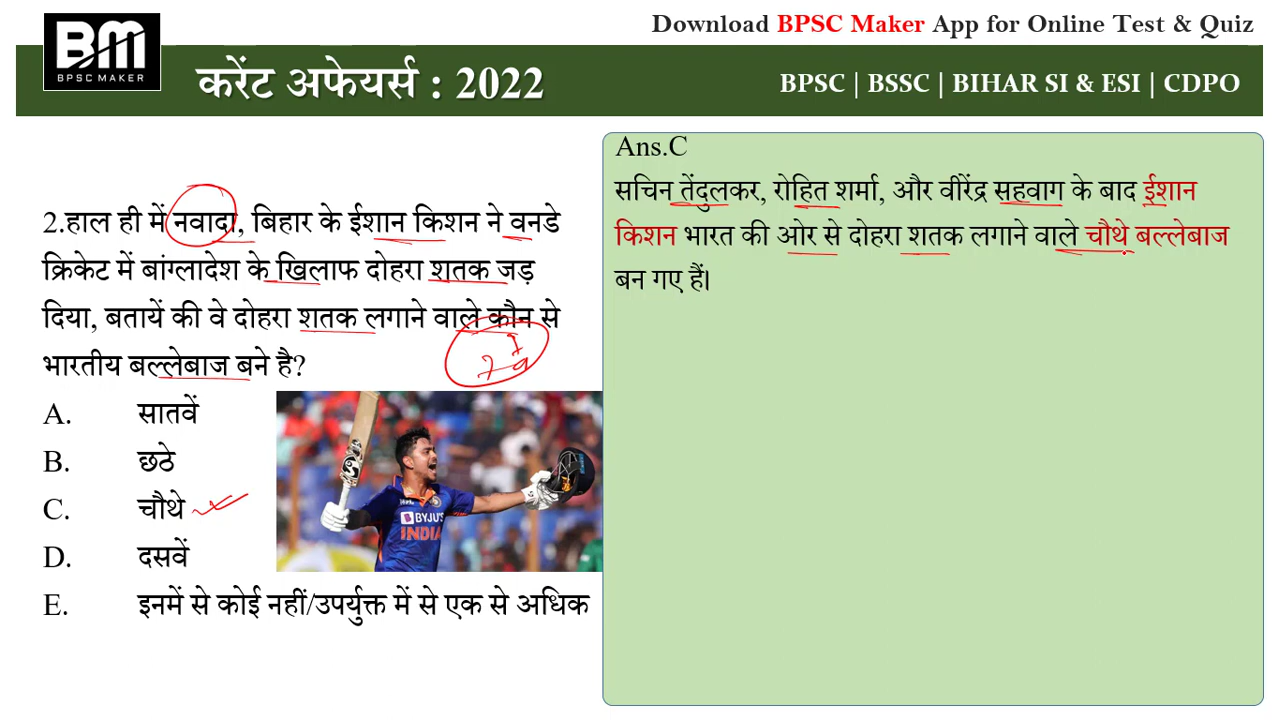 Download BPSC Maker App for Online Test & Quiz
BM
BPSC MAKER
करेंट अफेयर्स : 2022
BPSC | BSSC | BIHAR SI & ESI | CDPO
2.हाल ही में नवादा, बिहार के ईशान किशन ने वनडे
क्रिकेट में बांग्लादेश के खिलाफ दोहरा शतक जड़
दिया, बतायें की वे दोहरा शतक लगाने वाले कौन से
भारतीय बल्लेबाज बने है?
A. सातवें
B. छठे
C. चौथे
D. दसवें
E. इनमें से कोई नहीं/उपर्युक्त में से एक से अधिक
BYJU'S
INDIA
Ans.C
सचिन तेंदुलकर, रोहित शर्मा, और वीरेंद्र सहवाग के बाद ईशान
किशन भारत की ओर से दोहरा शतक लगाने वाले चौथे बल्लेबाज
बन गए हैं।